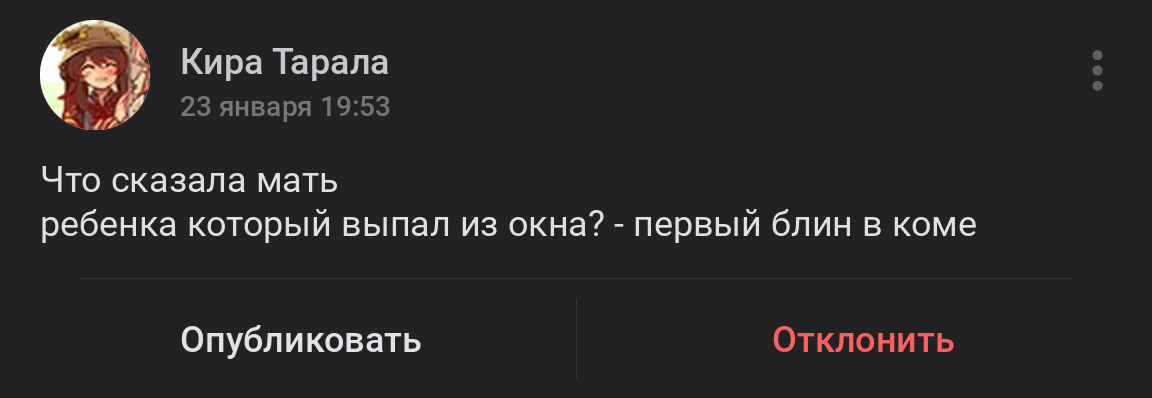 Кира Тарала
23 января 19:53
Что сказала мать
ребенка который выпал из окна? - первый блин в коме
Опубликовать
Отклонить